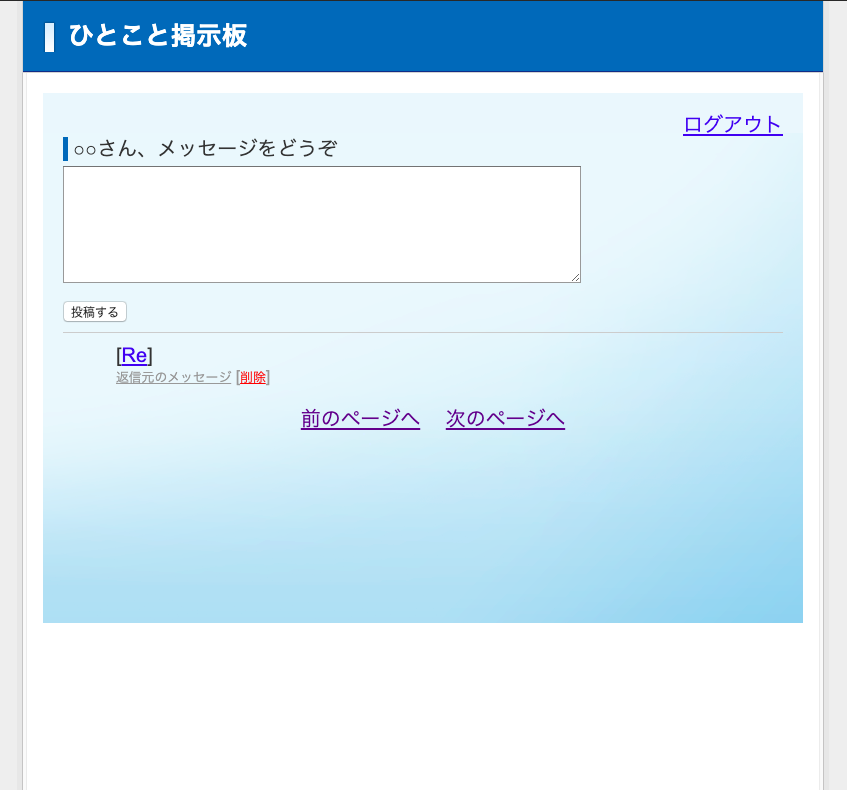 ひとこと掲示板
ログアウト
○○さん、メッセージをどうぞ
投稿する
[Re]
返信元のメッセージ [削除]
前のページへ 次のページへ